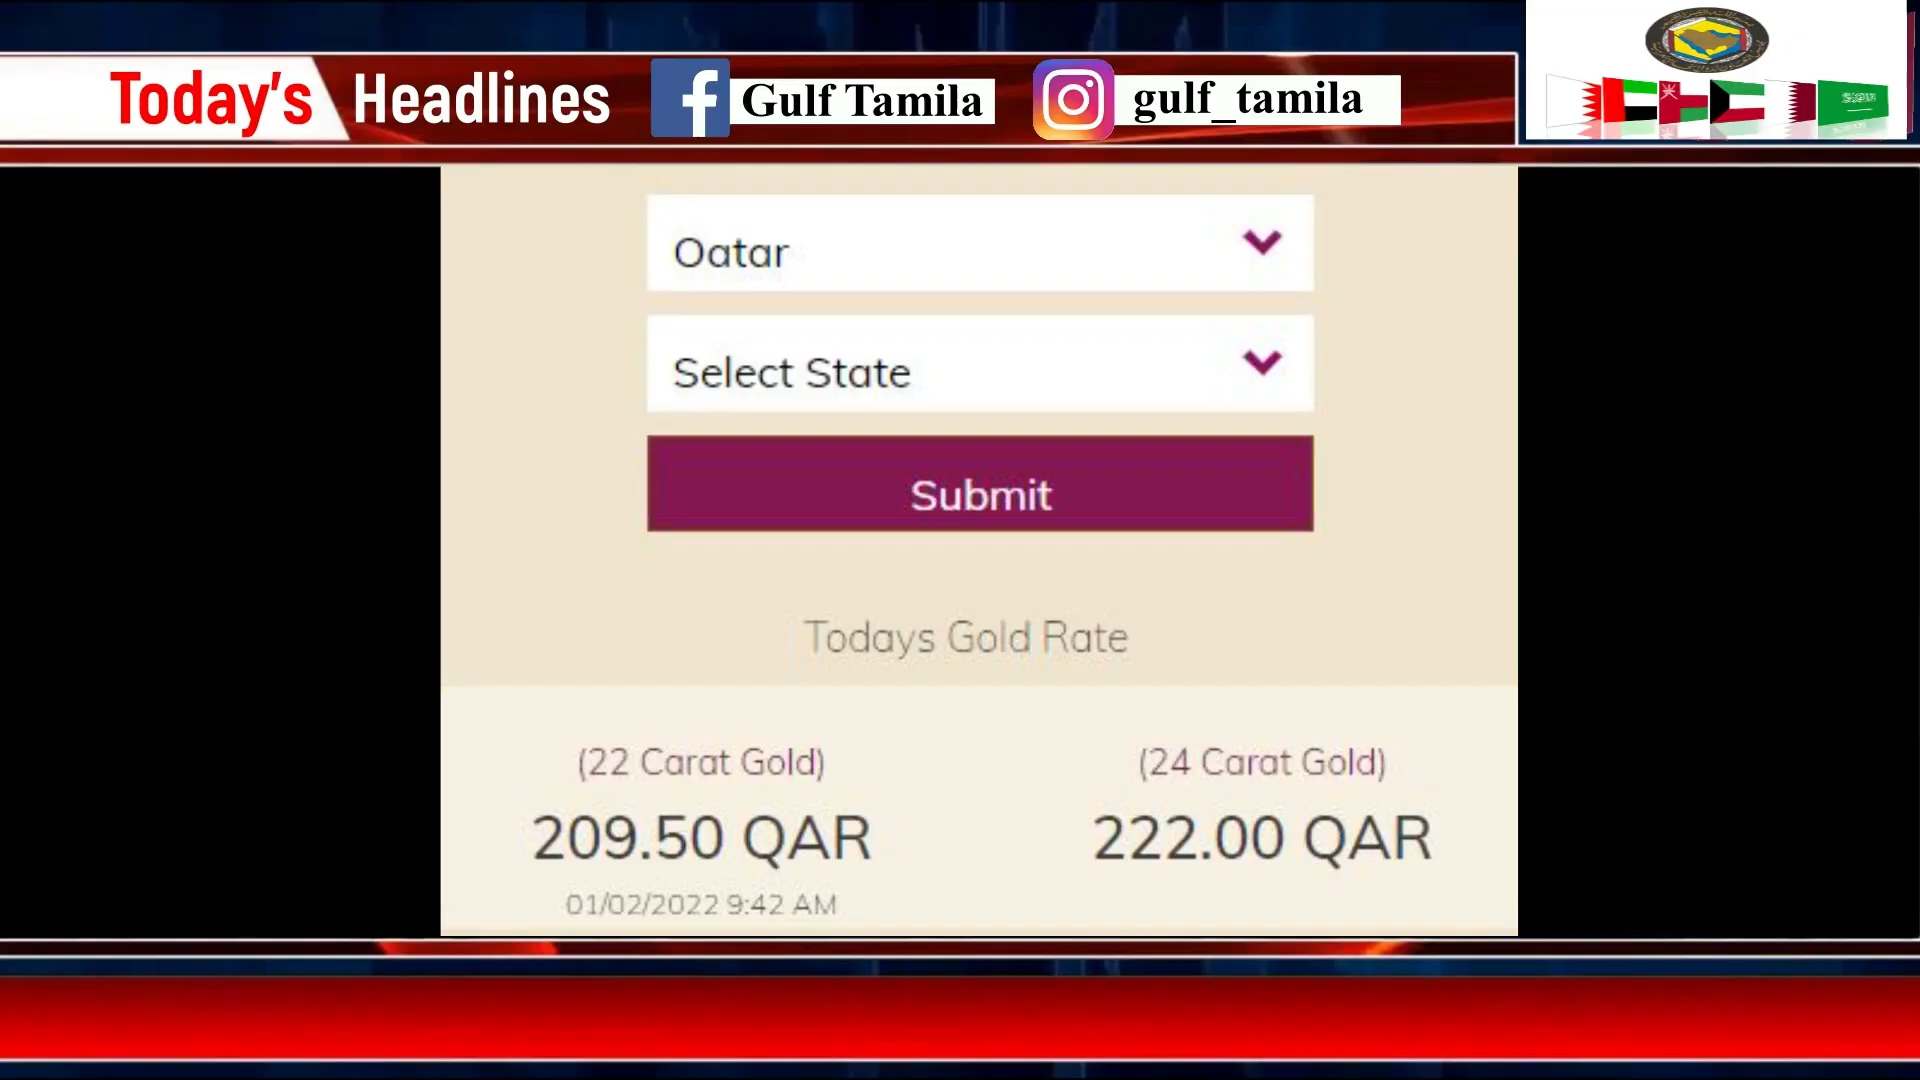 Today's Headlines Gulf Tamila gulf_tamila
Qatar
Select State
Submit
Todays Gold Rate
(22 Carat Gold) (24 Carat Gold)
209.50 QAR 222.00 QAR
01/02/2022 9:42 AM